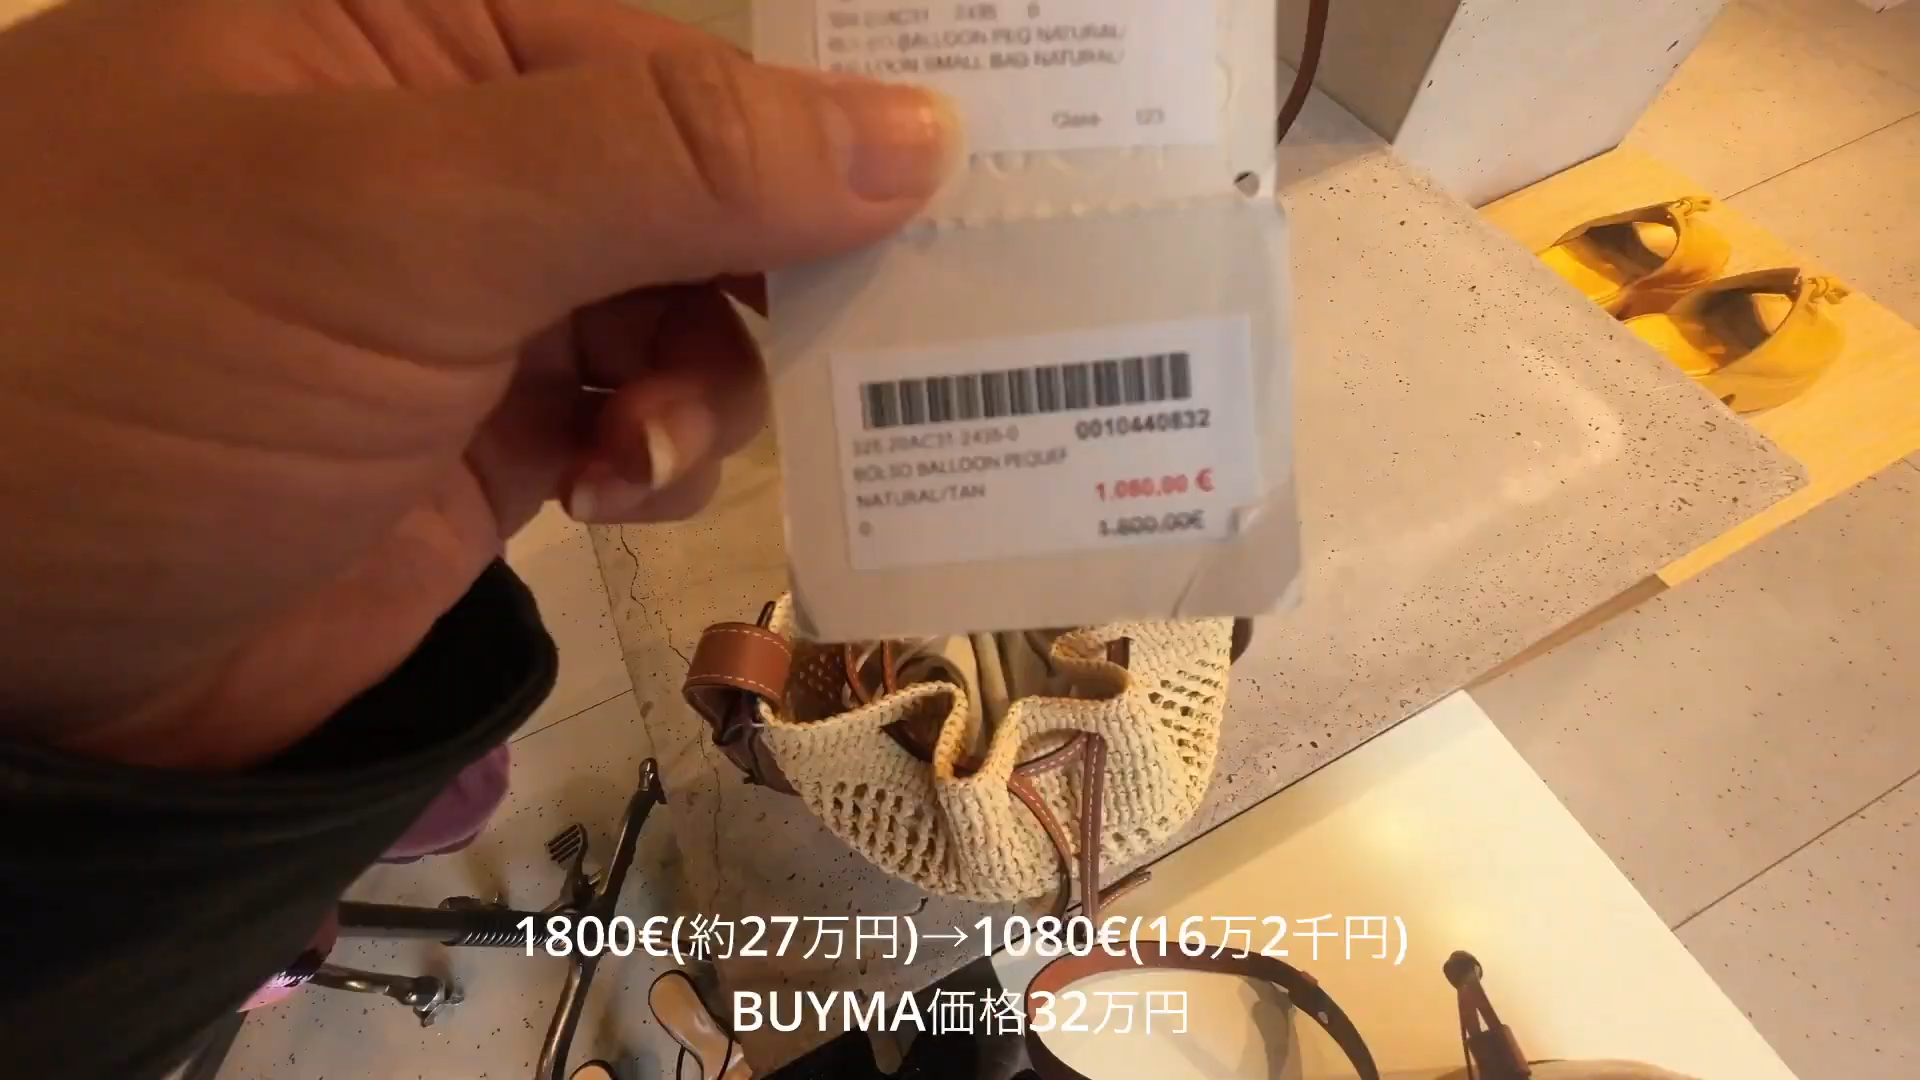 BALLOON PEQ NATURAL/
BALLOON SMALL BAG NATURAL/
0010440832
BOLSO BALLOON PEQUEÑ
NATURAL/TAN
1.080,00 €
0
1.800,00€
1800€(約27万円)→1080€(16万2千円)
BUYMA価格32万円